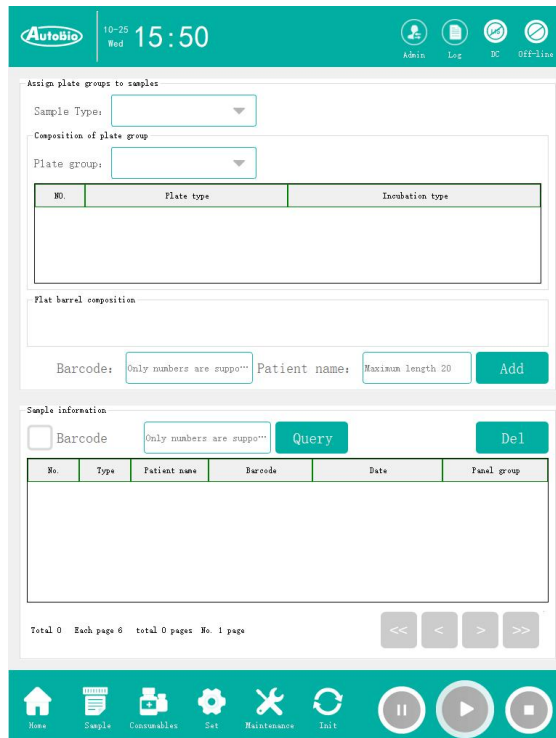 Autobio
10-25
Wed
15:50
Admin
Log
DC
Off-line
Assign plate groups to samples
Sample Type:
Composition of plate group
Plate group:
NO. Plate type Incubation type
Flat barrel composition
Barcode: Only numbers are suppo… Patient name: Maximum length 20 Add
Sample information
Barcode Only numbers are suppo… Query Del
No. Type Patient name Barcode Date Panel group
Total 0 Each page 6 total 0 pages No. 1 page << < > >>
Home Sample Consumables Set Maintenance Init